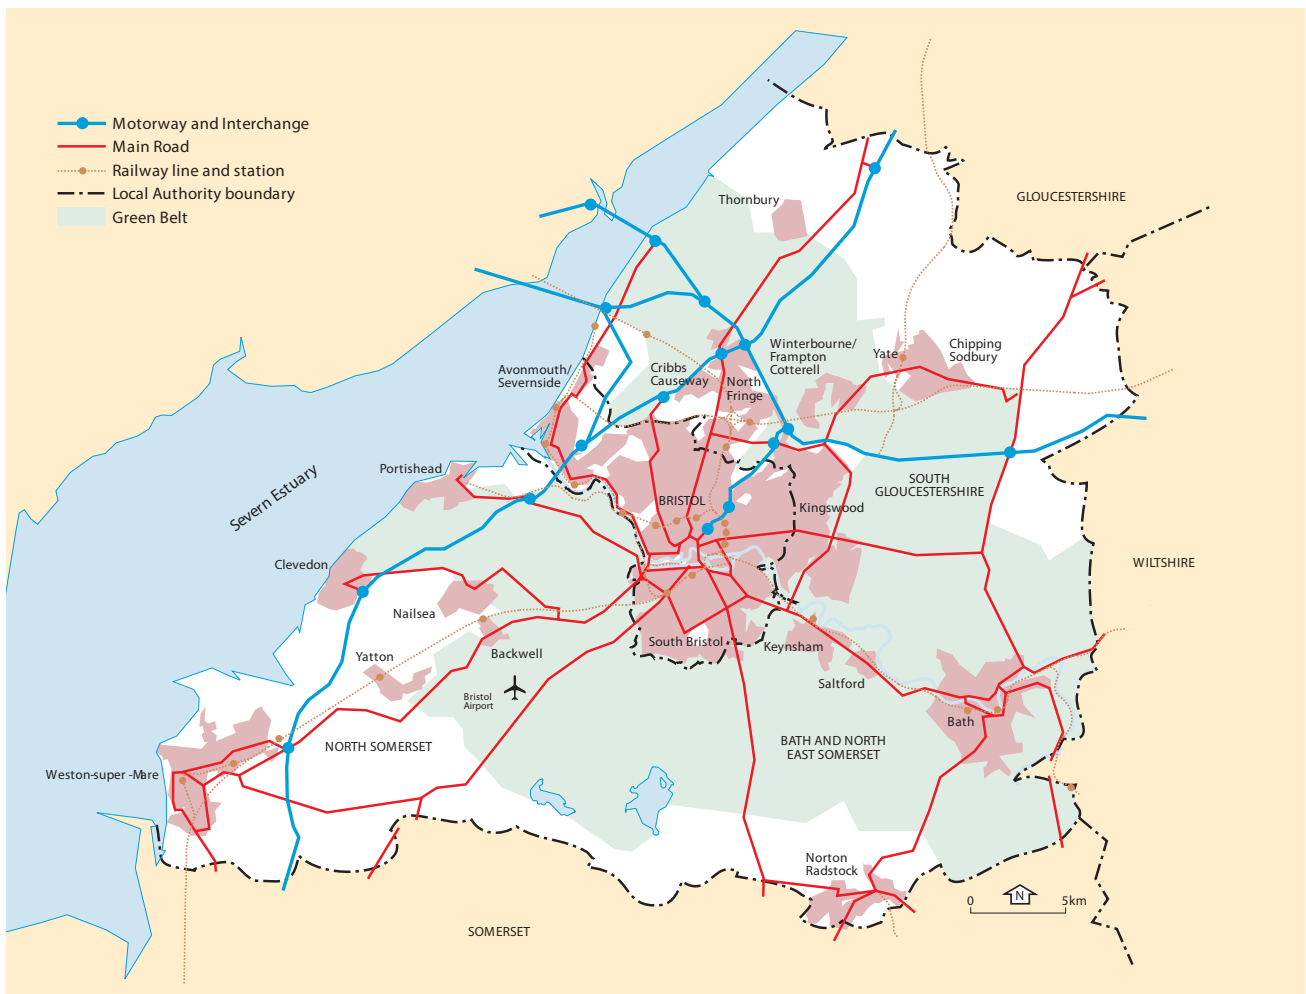 Motorway and Interchange
Main Road
Railway line and station
Local Authority boundary
Green Belt
GLOUCESTERSHIRE
Thornbury
Winterbourne/
Frampton
Cotterell
Yate
Chipping
Sodbury
Avonmouth/
Severnside
Cribbs
Causeway
North
Fringe
Portishead
Severn Estuary
BRISTOL
SOUTH
GLOUCESTERSHIRE
Kingswood
Clevedon
WILTSHIRE
Nailsea
South Bristol
Keynsham
Backwell
Yatton
Saltford
Bristol
Airport
Bath
NORTH SOMERSET
BATH AND NORTH
EAST SOMERSET
Weston-super -Mare
Norton
Radstock
N
0 5km
SOMERSET